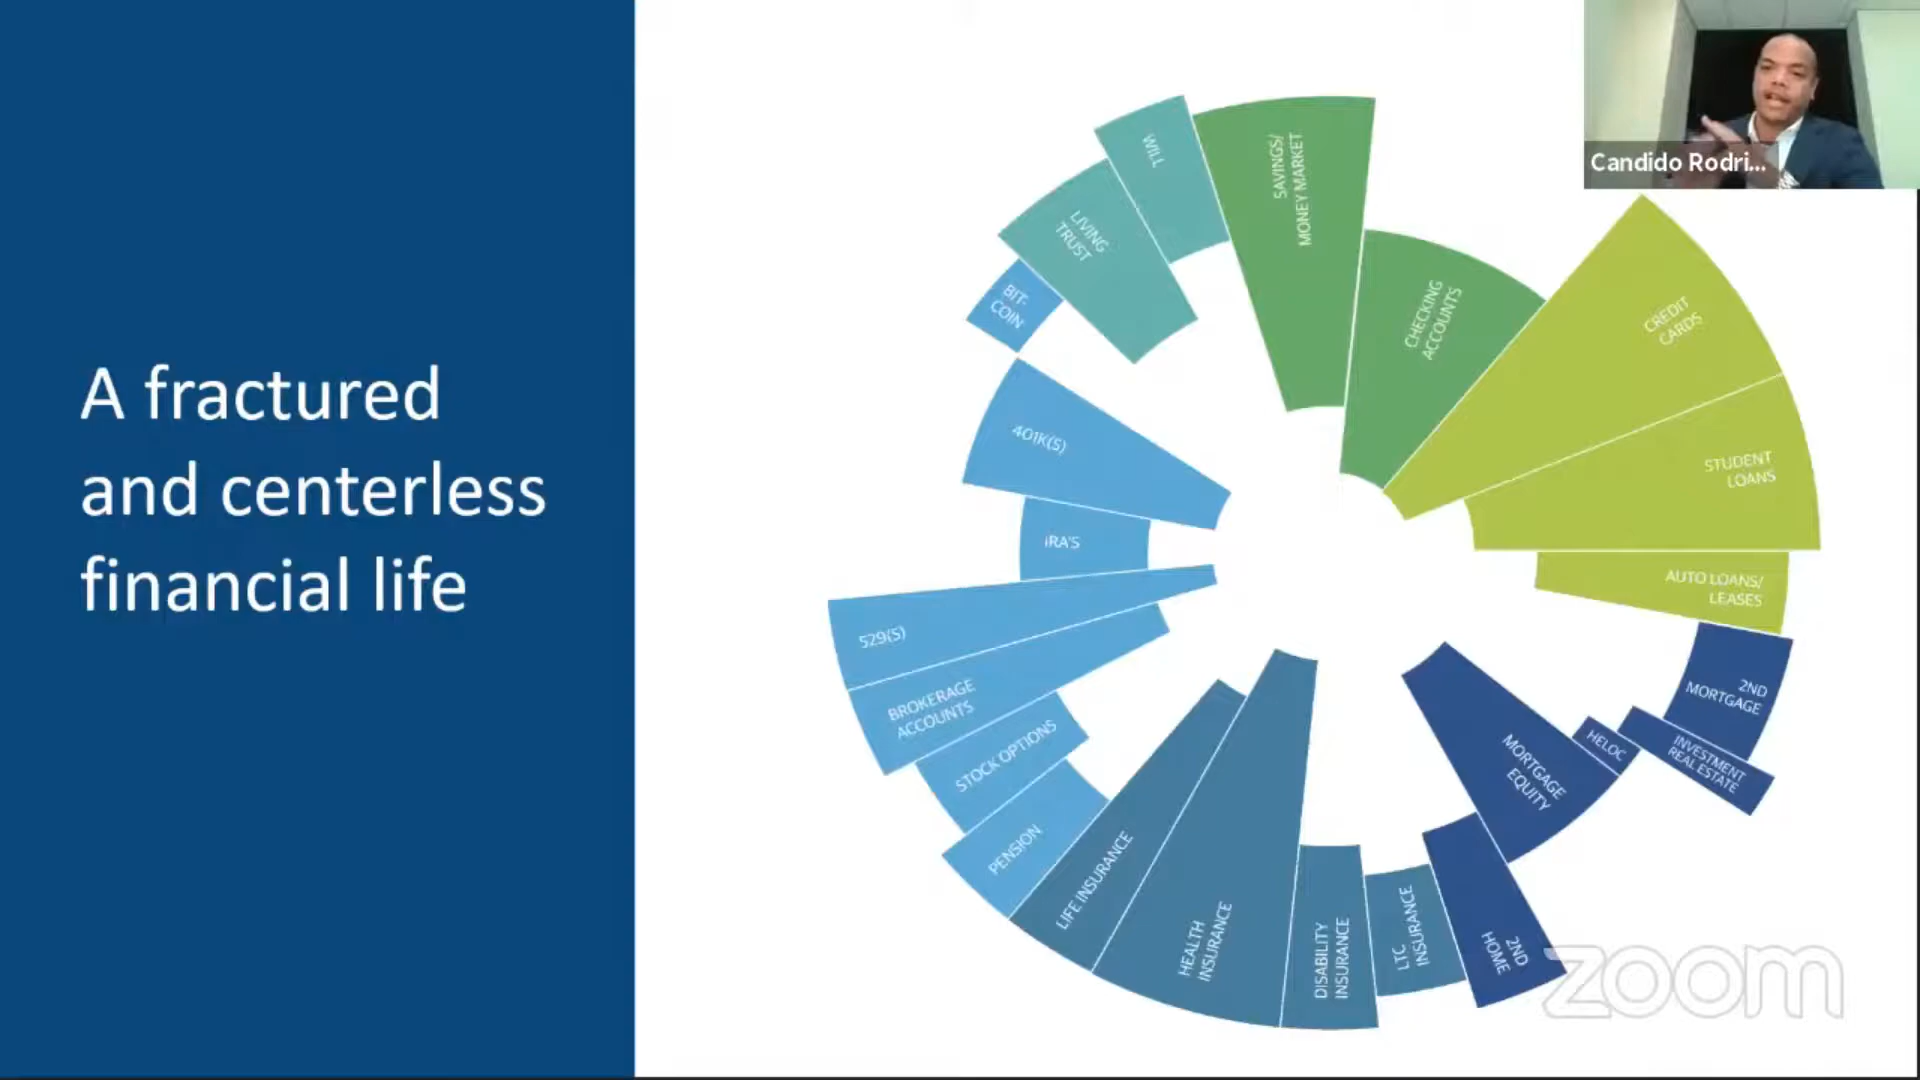 A fractured
and centerless
financial life
WILL
SAVINGS/
MONEY MARKET
LIVING
TRUST
BIT-
COIN
CHECKING
ACCOUNTS
CREDIT
CARDS
401K(S)
STUDENT
LOANS
IRA'S
AUTO LOANS/
LEASES
529(S)
BROKERAGE
ACCOUNTS
2ND
MORTGAGE
STOCK OPTIONS
HELOC
INVESTMENT
REAL ESTATE
MORTGAGE
EQUITY
PENSION
LIFE INSURANCE
HEALTH
INSURANCE
DISABILITY
INSURANCE
LTC
INSURANCE
2ND
HOME
Candido Rodri...
zoom